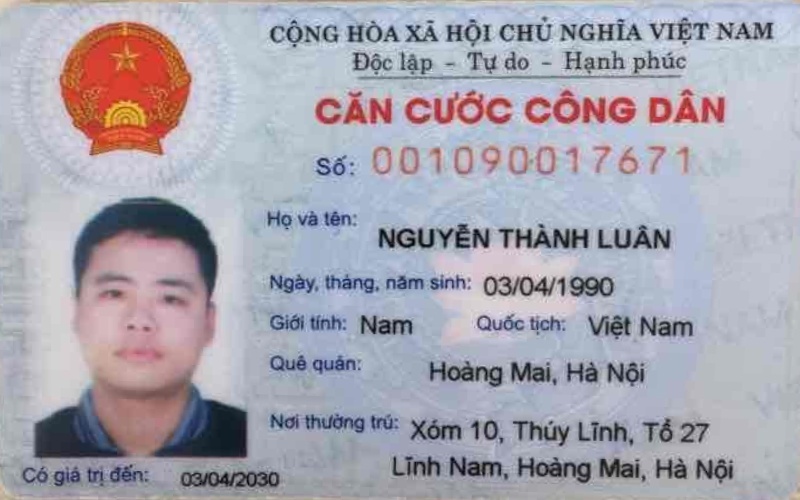 CỘNG HÒA XÃ HỘI CHỦ NGHĨA VIỆT NAM
Độc lập - Tự do - Hạnh phúc
CĂN CƯỚC CÔNG DÂN
Số: 001090017671
Họ và tên: NGUYỄN THÀNH LUÂN
Ngày, tháng, năm sinh: 03/04/1990
Giới tính: Nam Quốc tịch: Việt Nam
Quê quán: Hoàng Mai, Hà Nội
Nơi thường trú: Xóm 10, Thúy Lĩnh, Tổ 27
Lĩnh Nam, Hoàng Mai, Hà Nội
Có giá trị đến: 03/04/2030